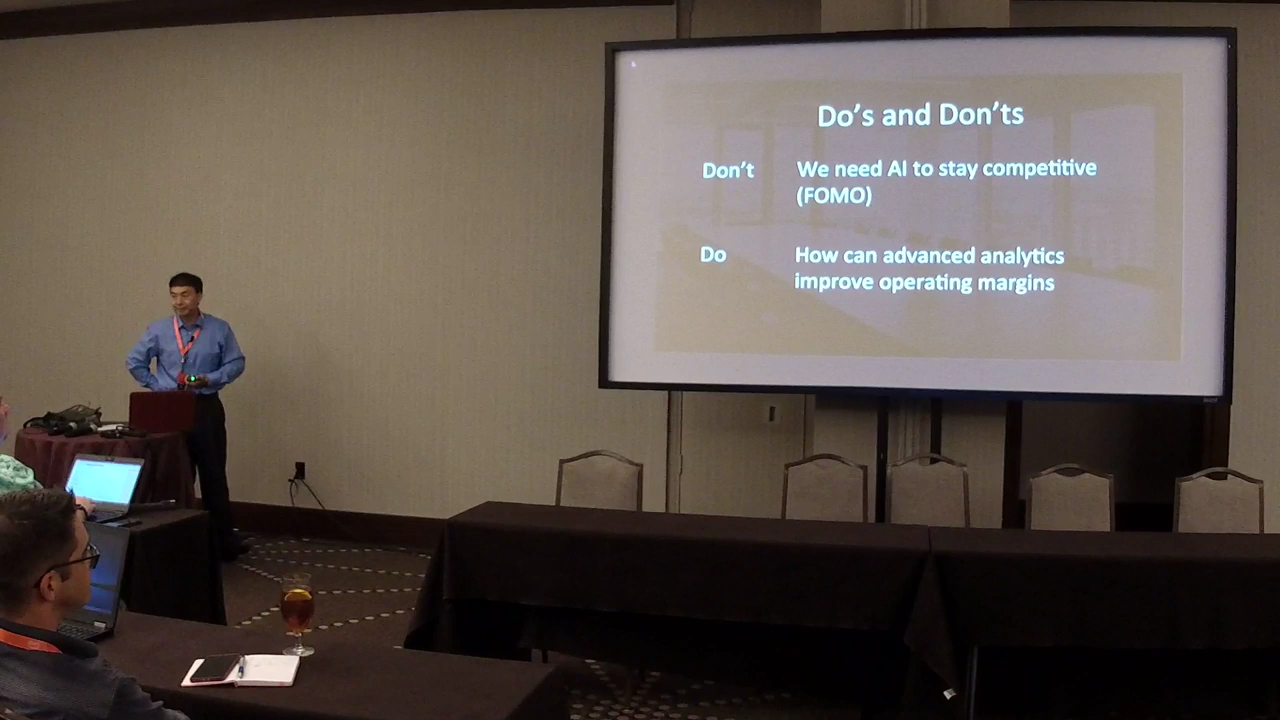 Do's and Don'ts
Don't We need AI to stay competitive
(FOMO)
Do How can advanced analytics
improve operating margins